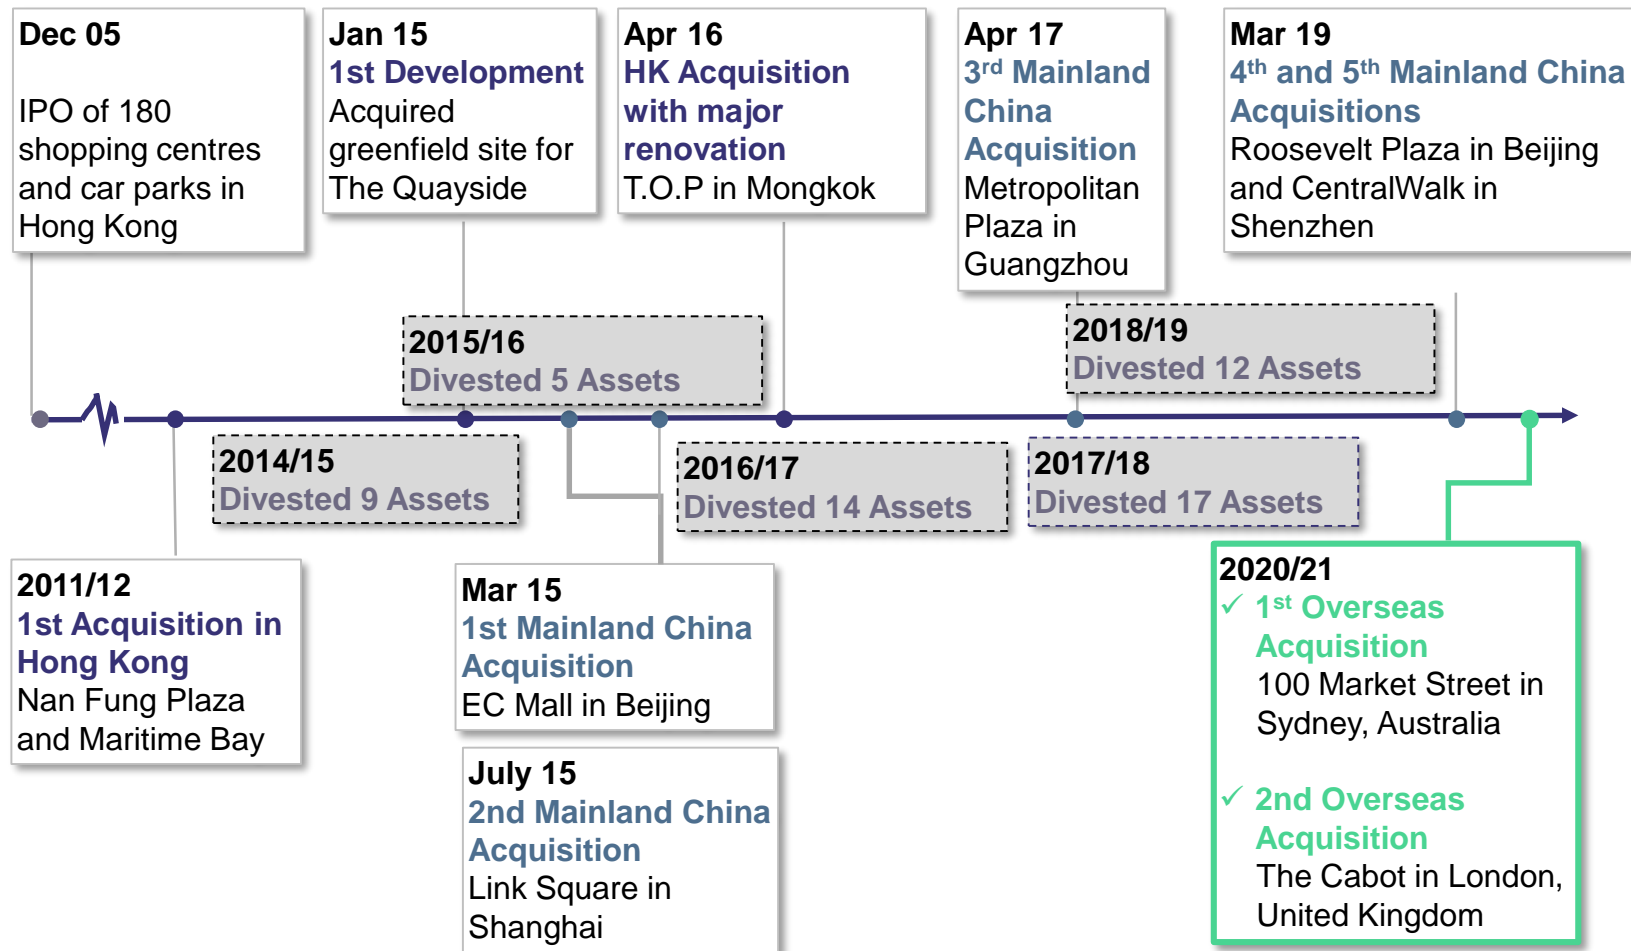 Dec 05
IPO of 180
shopping centres
and car parks in
Hong Kong
Jan 15
1st Development
Acquired
greenfield site for
The Quayside
Apr 16
HK Acquisition
with major
renovation
T.O.P in Mongkok
Apr 17
3rd Mainland
China
Acquisition
Metropolitan
Plaza in
Guangzhou
Mar 19
4th and 5th Mainland China
Acquisitions
Roosevelt Plaza in Beijing
and CentralWalk in
Shenzhen
2015/16
Divested 5 Assets
2018/19
Divested 12 Assets
2014/15
Divested 9 Assets
2016/17
Divested 14 Assets
2017/18
Divested 17 Assets
2011/12
1st Acquisition in
Hong Kong
Nan Fung Plaza
and Maritime Bay
Mar 15
1st Mainland China
Acquisition
EC Mall in Beijing
July 15
2nd Mainland China
Acquisition
Link Square in
Shanghai
2020/21
✓ 1st Overseas
Acquisition
100 Market Street in
Sydney, Australia
✓ 2nd Overseas
Acquisition
The Cabot in London,
United Kingdom